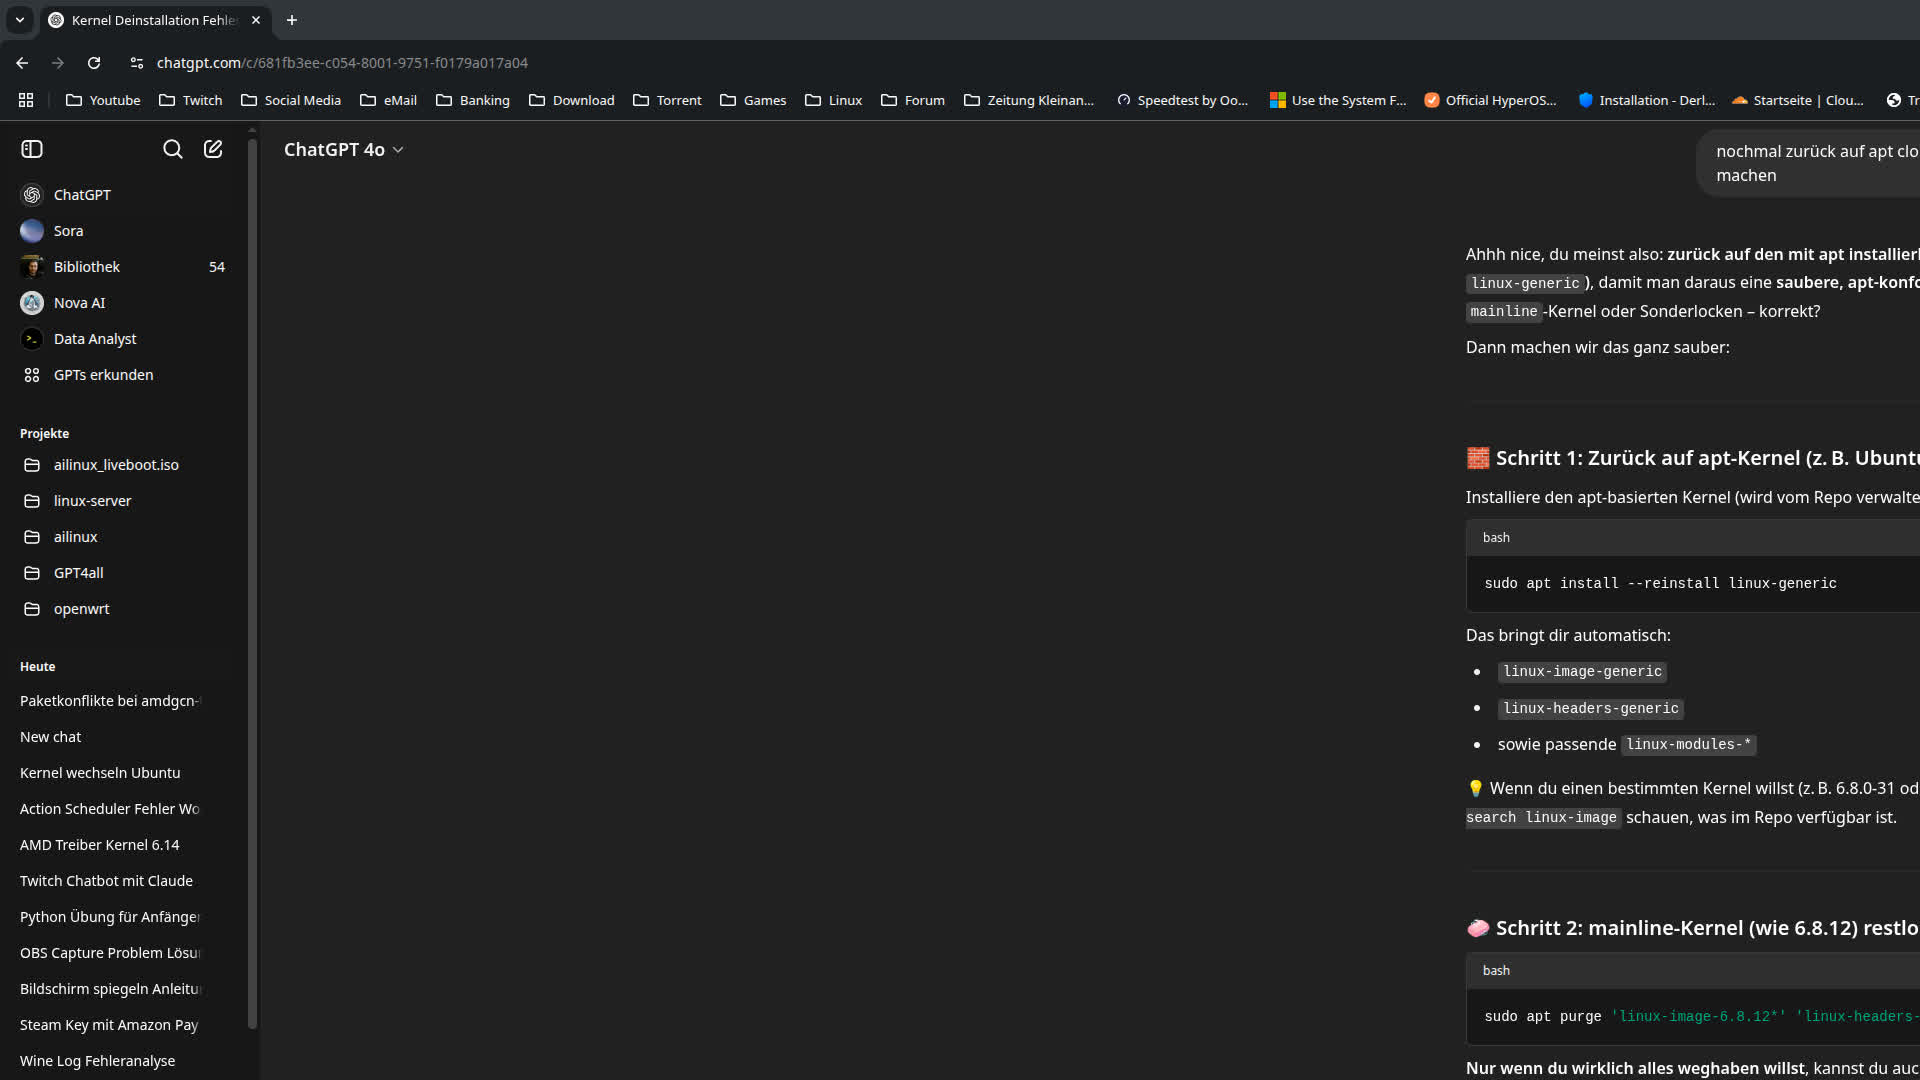 Kernel Deinstallation Fehle
chatgpt.com/c/681fb3ee-c054-8001-9751-f0179a017a04
Youtube
Twitch
Social Media
eMail
Banking
Download
Torrent
Games
Linux
Forum
Zeitung Kleinan...
Speedtest by Oo...
Use the System F...
Official HyperOS...
Installation - Derl...
Startseite | Clou...
Tr
ChatGPT
Sora
Bibliothek 54
Nova AI
Data Analyst
GPTs erkunden
Projekte
ailinux_liveboot.iso
linux-server
ailinux
GPT4all
openwrt
Heute
Paketkonflikte bei amdgcn-
New chat
Kernel wechseln Ubuntu
Action Scheduler Fehler Wo
AMD Treiber Kernel 6.14
Twitch Chatbot mit Claude
Python Übung für Anfänger
OBS Capture Problem Lösu
Bildschirm spiegeln Anleitu
Steam Key mit Amazon Pay
Wine Log Fehleranalyse
ChatGPT 4o
nochmal zurück auf apt clo
machen
Ahhh nice, du meinst also: zurück auf den mit apt installierl
linux-generic), damit man daraus eine saubere, apt-konfo
mainline-Kernel oder Sonderlocken – korrekt?
Dann machen wir das ganz sauber:
🧱 Schritt 1: Zurück auf apt-Kernel (z. B. Ubuntu
Installiere den apt-basierten Kernel (wird vom Repo verwalte
bash
sudo apt install --reinstall linux-generic
Das bringt dir automatisch:
• linux-image-generic
• linux-headers-generic
• sowie passende linux-modules-*
💡 Wenn du einen bestimmten Kernel willst (z. B. 6.8.0-31 od
search linux-image schauen, was im Repo verfügbar ist.
🧼 Schritt 2: mainline-Kernel (wie 6.8.12) restlo
bash
sudo apt purge 'linux-image-6.8.12*' 'linux-headers-
Nur wenn du wirklich alles weghaben willst, kannst du auc